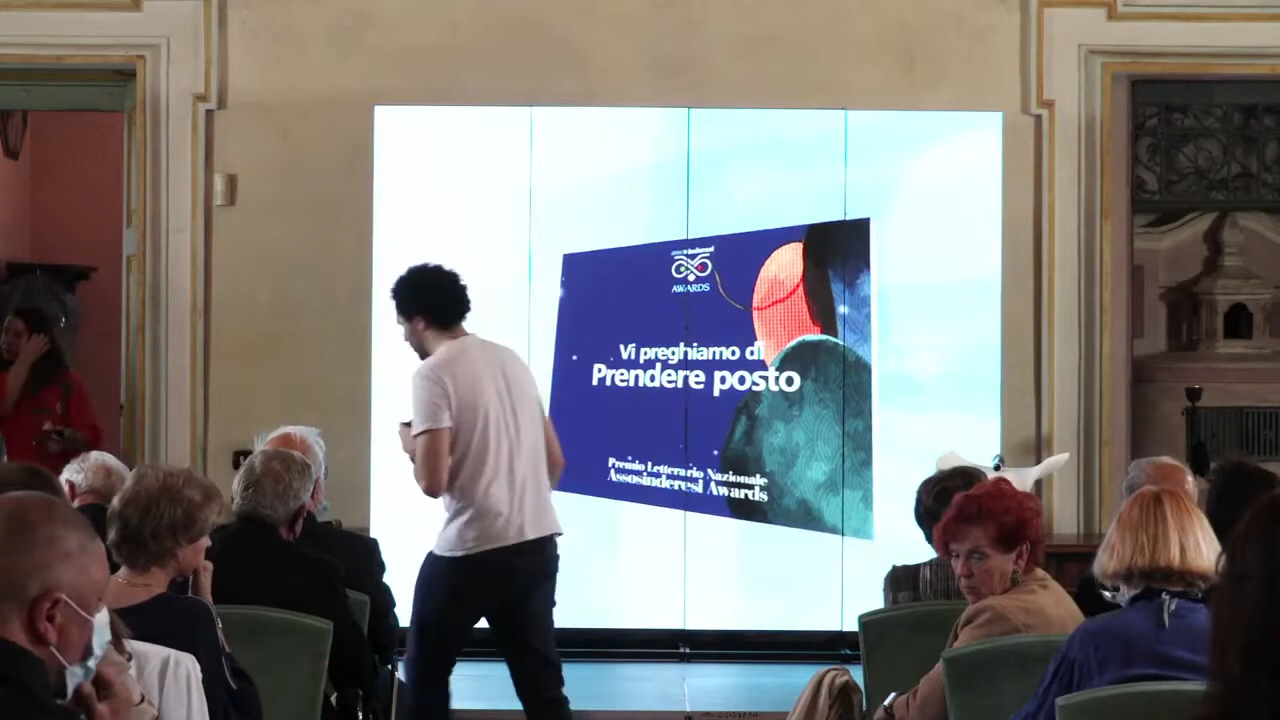 AWARDS
Vi preghiamo di
Prendere posto
Premio Letterario Nazionale
Assosinderesi Awards